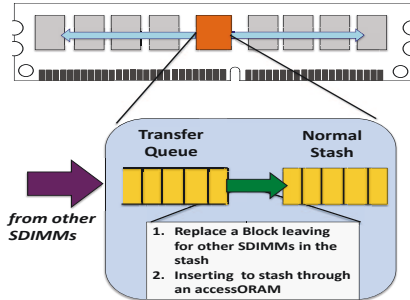 Transfer Queue
Normal Stash
from other
SDIMMs
1. Replace a Block leaving
for other SDIMMs in the
stash
2. Inserting to stash through
an accessORAM